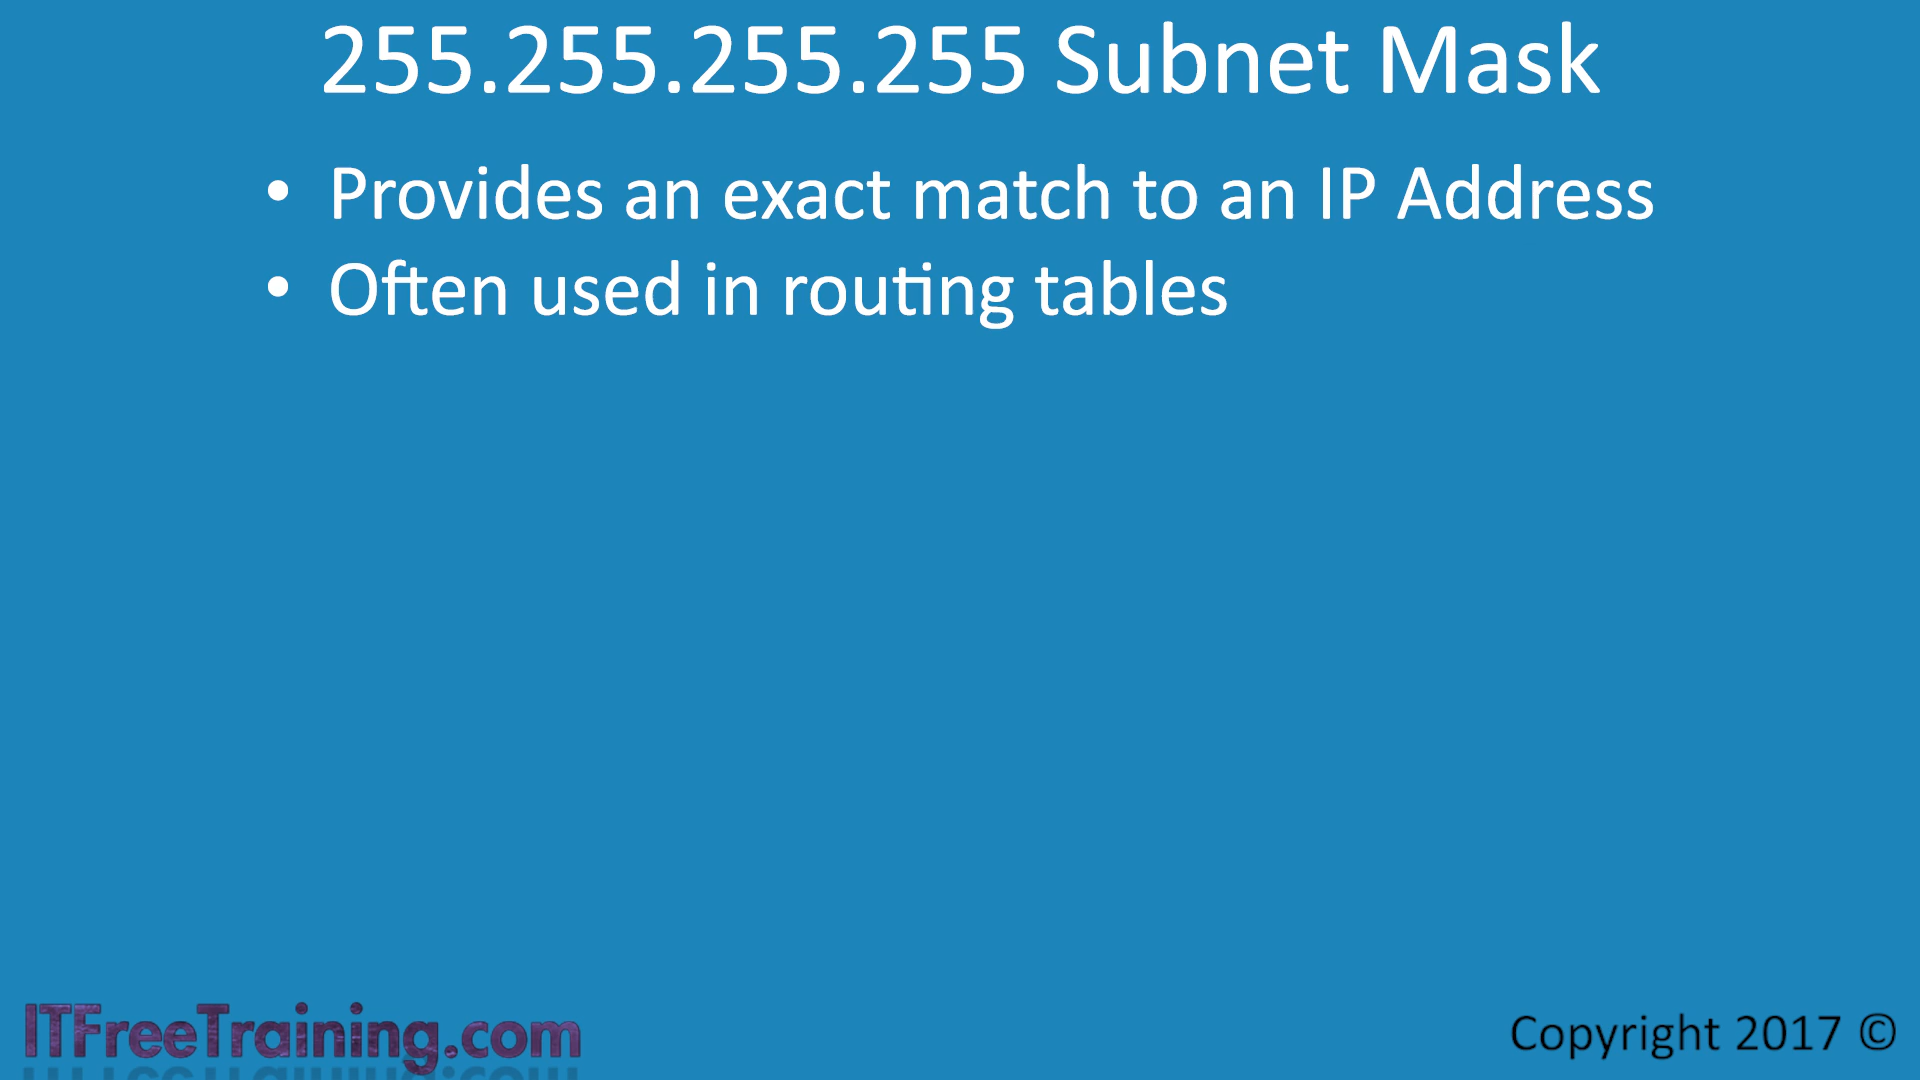 255.255.255.255 Subnet Mask
• Provides an exact match to an IP Address
• Often used in routing tables
ITFreeTraining.com
Copyright 2017 ©